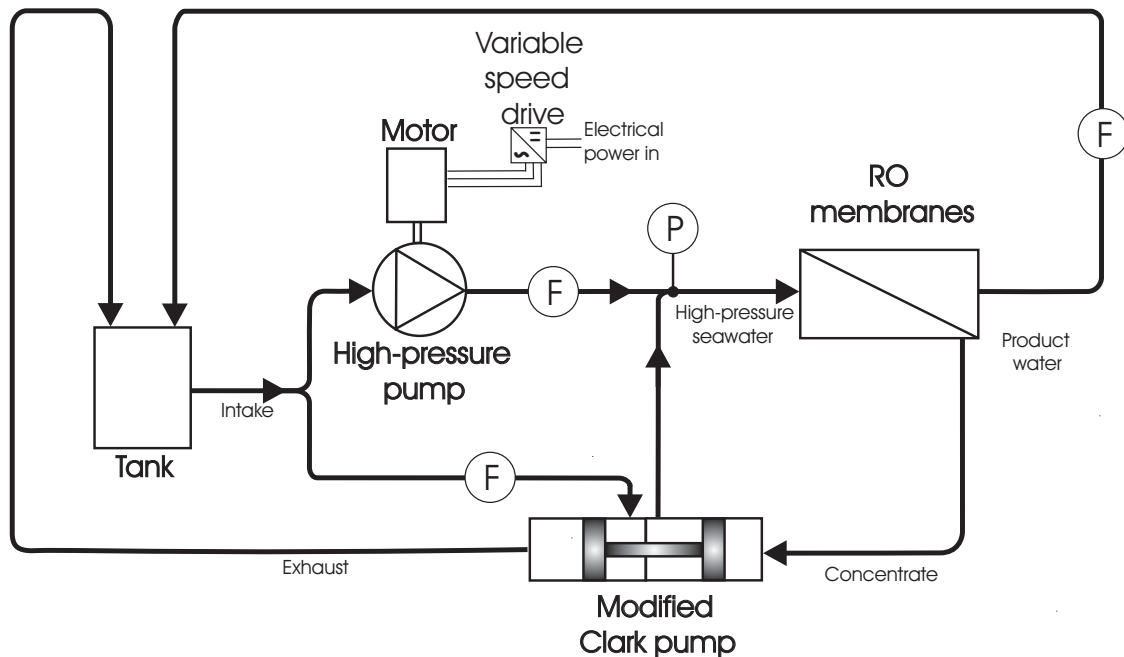 Variable
speed
drive
Motor
Electrical
power in
F
RO
membranes
P
F
High-pressure
seawater
High-pressure
pump
Product
water
Intake
Tank
F
Exhaust
Concentrate
Modified
Clark pump